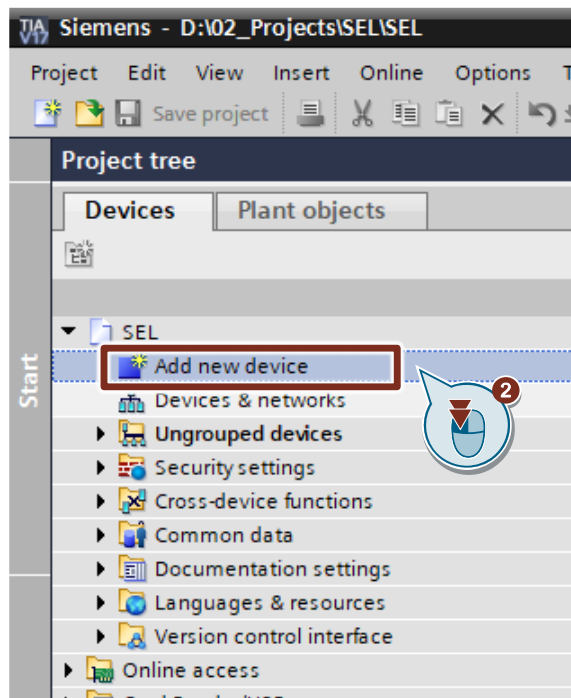 TIA V17 Siemens - D:\02_Projects\SEL\SEL
Project Edit View Insert Online Options
Save project
Project tree
Devices Plant objects
SEL
Add new device
2
Devices & networks
Ungrouped devices
Security settings
Cross-device functions
Common data
Documentation settings
Languages & resources
Version control interface
Online access
Start